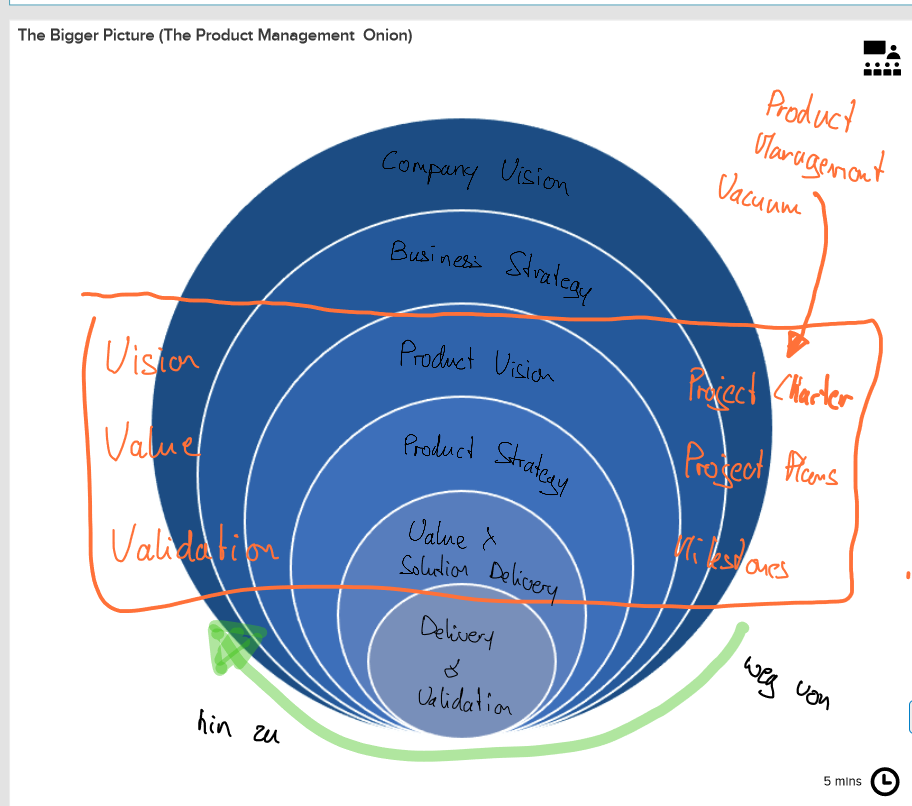 The Bigger Picture (The Product Management Onion)
Product
Management
Vacuum
Company Vision
Business Strategy
Product Vision
Product Strategy
Value &
Solution Delivery
Delivery
&
Validation
Vision
Value
Validation
Project Charter
Project Plans
Milestones
hin zu
weg von
5 mins